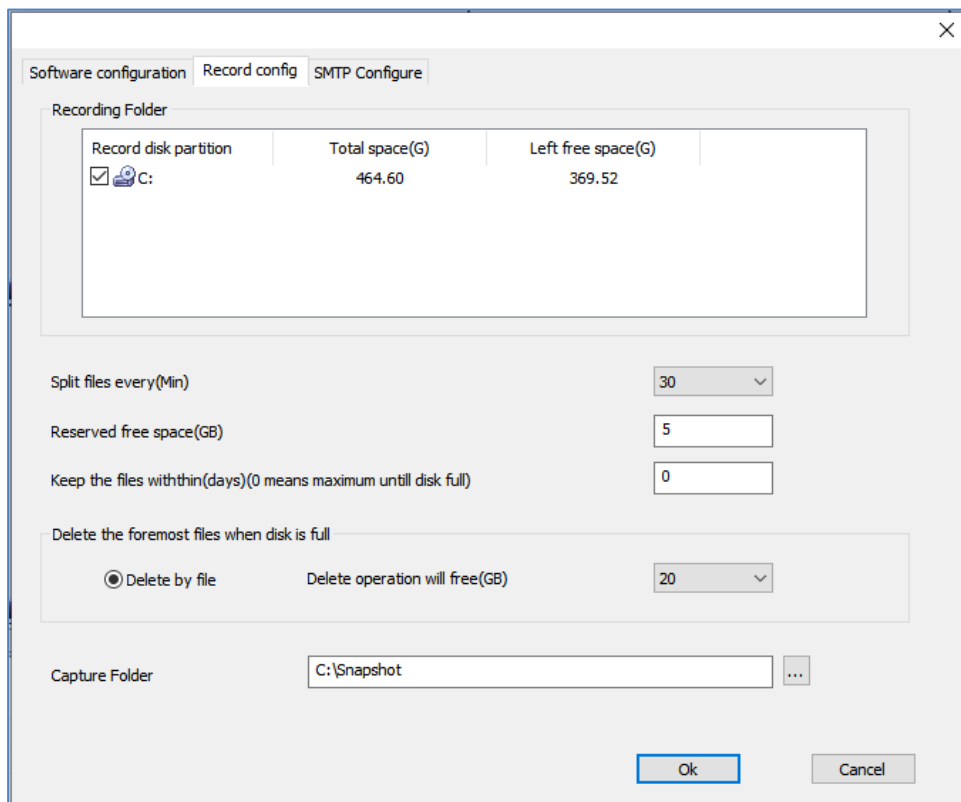 Software configuration Record config SMTP Configure
Recording Folder
Record disk partition Total space(G) Left free space(G)
C: 464.60 369.52
Split files every(Min) 30
Reserved free space(GB) 5
Keep the files withthin(days)(0 means maximum untill disk full) 0
Delete the foremost files when disk is full
Delete by file Delete operation will free(GB) 20
Capture Folder C:\Snapshot ...
Ok Cancel